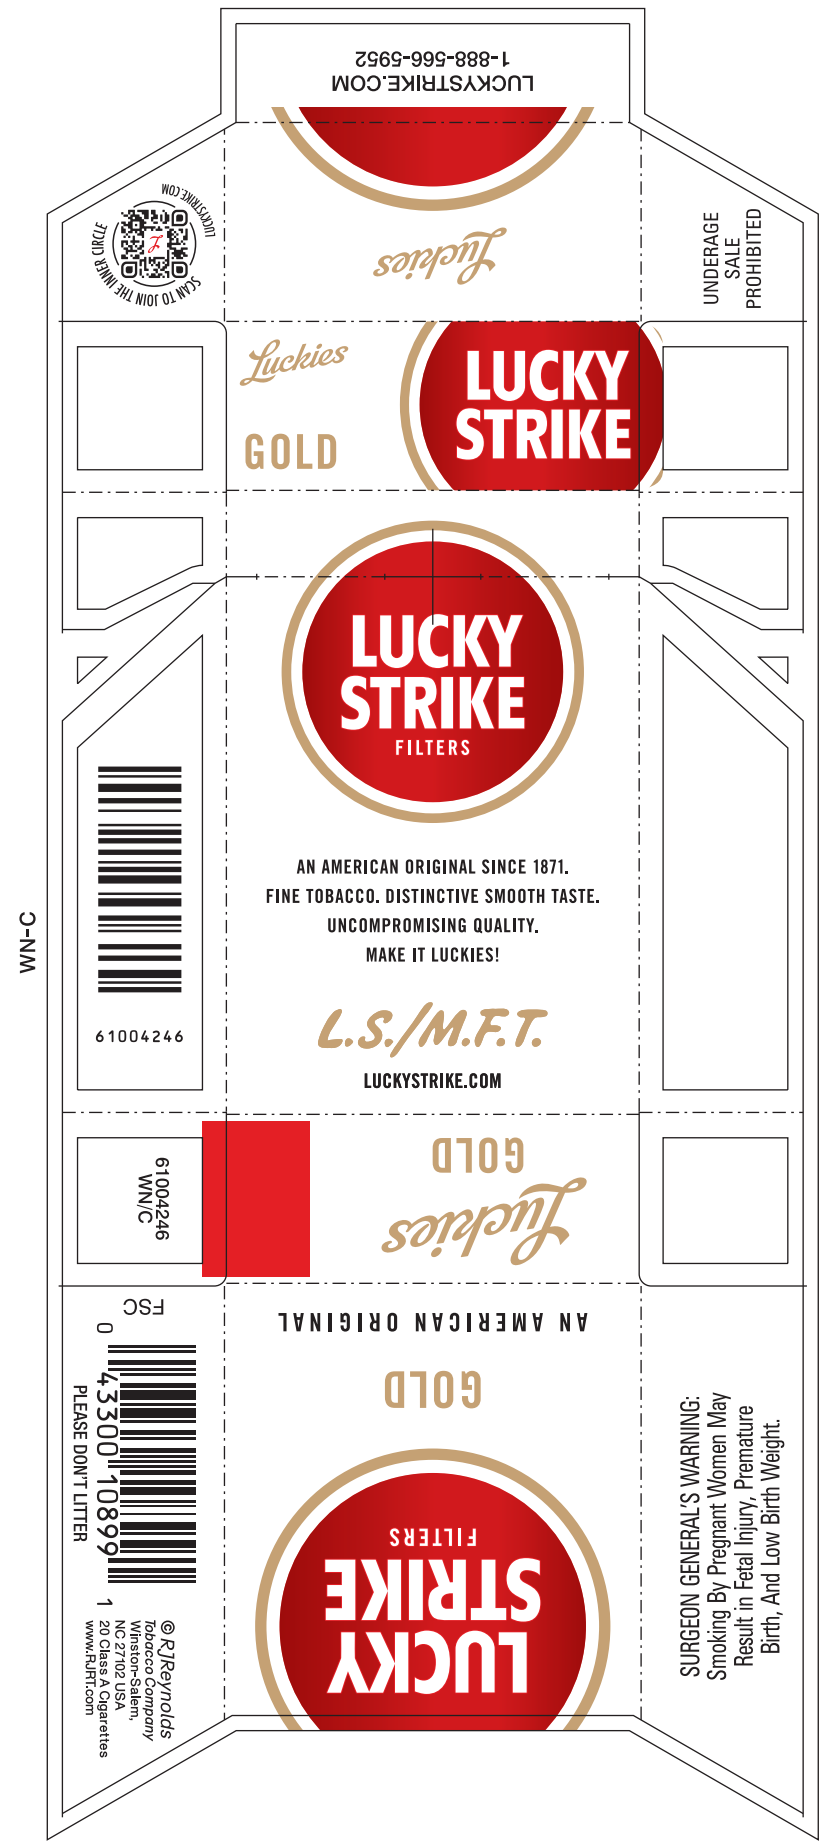 LUCKYSTRIKE.COM
1-888-566-5952
SCAN TO JOIN THE INNER CIRCLE
LUCKYSTRIKE.COM
Luckies
UNDERAGE
SALE
PROHIBITED
Luckies
GOLD
LUCKY
STRIKE
LUCKY
STRIKE
FILTERS
AN AMERICAN ORIGINAL SINCE 1871.
FINE TOBACCO. DISTINCTIVE SMOOTH TASTE.
UNCOMPROMISING QUALITY.
MAKE IT LUCKIES!
L.S./M.F.T.
LUCKYSTRIKE.COM
WN-C
61004246
61004246
WN/C
Luckies
GOLD
LUCKY
STRIKE
FILTERS
GOLD
AN AMERICAN ORIGINAL
FSC
0 43300 10899 1
PLEASE DON'T LITTER
© RJReynolds
Tobacco Company
Winston-Salem,
NC 27102 USA
20 Class A Cigarettes
www.RJRT.com
SURGEON GENERAL'S WARNING:
Smoking By Pregnant Women May
Result in Fetal Injury, Premature
Birth, And Low Birth Weight.